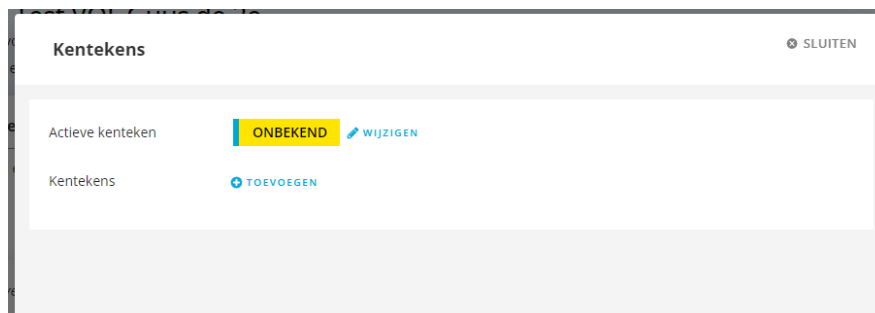 Kentekens
SLUITEN
Actieve kenteken
ONBEKEND
WIJZIGEN
Kentekens
TOEVOEGEN